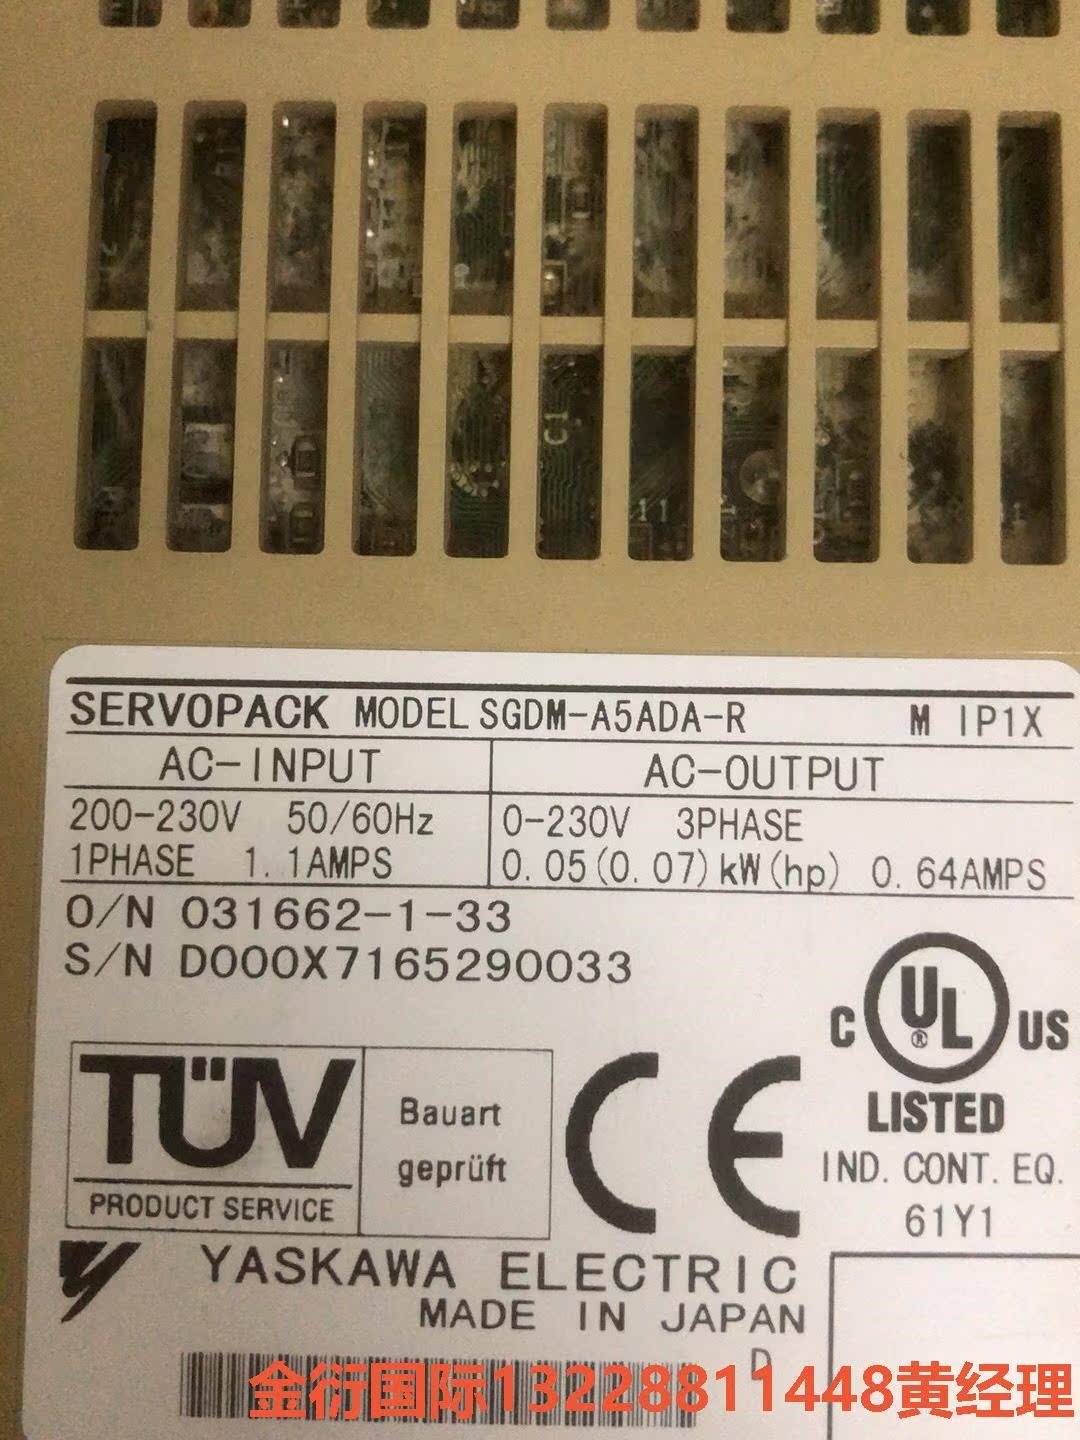 C1
11
1
SERVOPACK MODEL SGDM-A5ADA-R M IP1X
AC-INPUT AC-OUTPUT
200-230V 50/60Hz 0-230V 3PHASE
1PHASE 1.1AMPS 0.05(0.07)kW(hp) 0.64AMPS
O/N 031662-1-33
S/N D000X7165290033
C UL ® US
LISTED
IND. CONT. EQ.
61Y1
TÜV
PRODUCT SERVICE
Bauart
geprüft
CE
YASKAWA ELECTRIC
MADE IN JAPAN
D
金衍国际13228811448黄经理